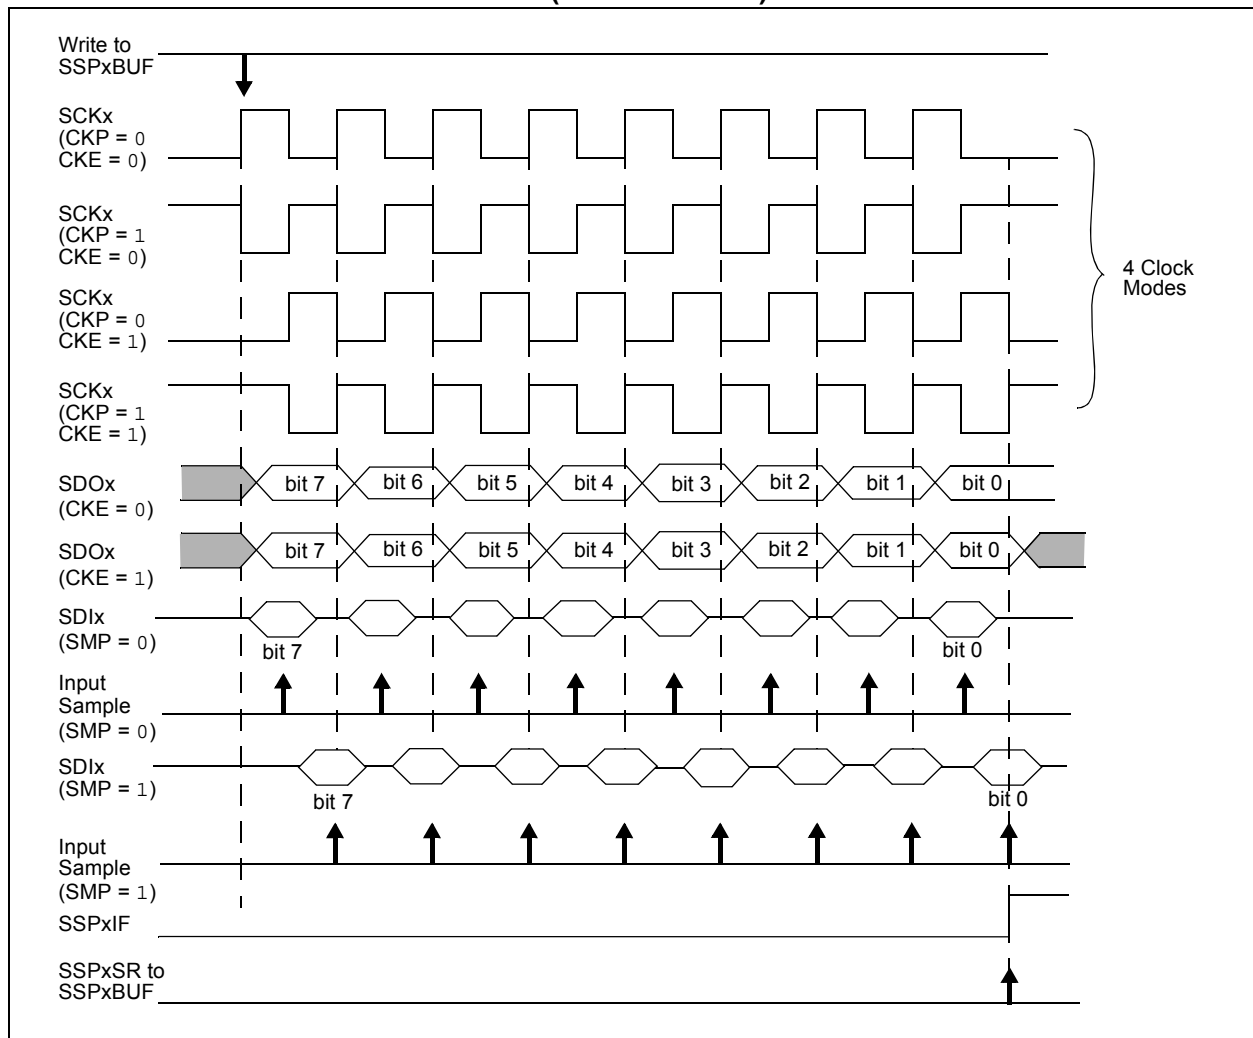 Write to
SSPxBUF
SCKx
(CKP = 0
CKE = 0)
SCKx
(CKP = 1
CKE = 0)
SCKx
(CKP = 0
CKE = 1)
SCKx
(CKP = 1
CKE = 1)
4 Clock
Modes
SDOx
(CKE = 0)
bit 7 bit 6 bit 5 bit 4 bit 3 bit 2 bit 1 bit 0
SDOx
(CKE = 1)
bit 7 bit 6 bit 5 bit 4 bit 3 bit 2 bit 1 bit 0
SDIx
(SMP = 0)
bit 7 bit 0
Input
Sample
(SMP = 0)
SDIx
(SMP = 1)
bit 7 bit 0
Input
Sample
(SMP = 1)
SSPxIF
SSPxSR to
SSPxBUF